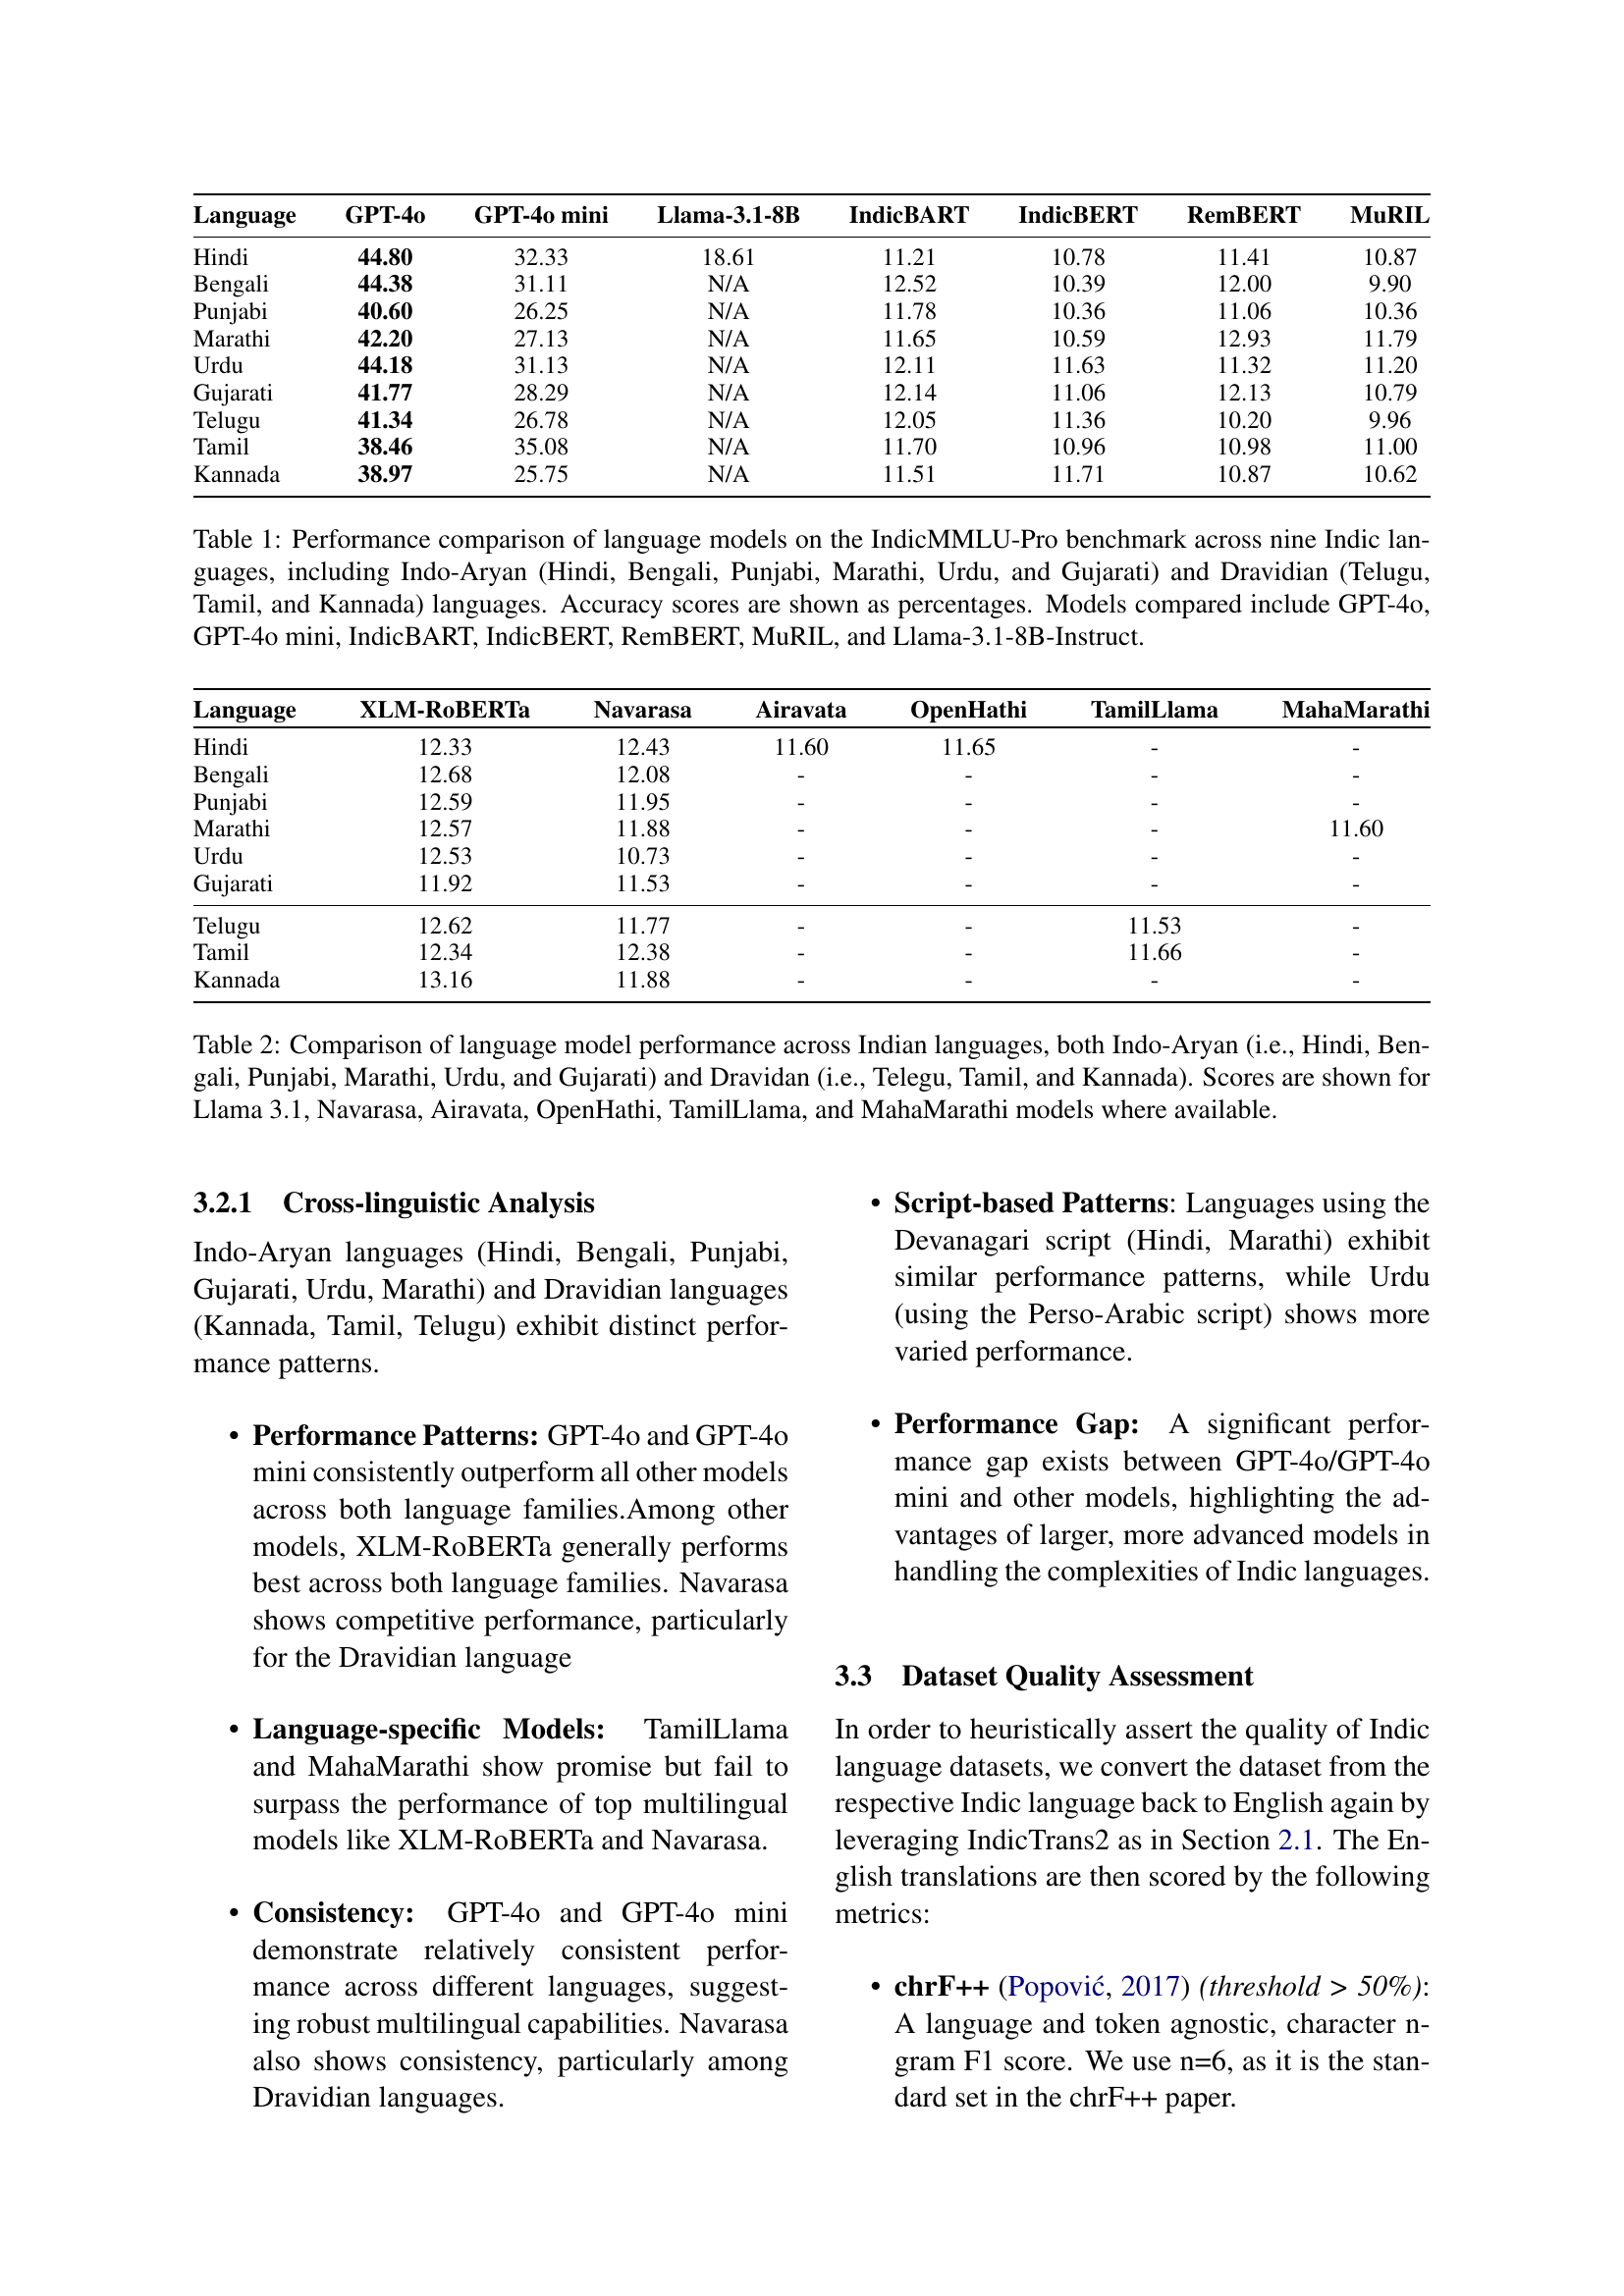 Language GPT-4o GPT-4o mini Llama-3.1-8B IndicBART IndicBERT RemBERT MuRIL
Hindi 44.80 32.33 18.61 11.21 10.78 11.41 10.87
Bengali 44.38 31.11 N/A 12.52 10.39 12.00 9.90
Punjabi 40.60 26.25 N/A 11.78 10.36 11.06 10.36
Marathi 42.20 27.13 N/A 11.65 10.59 12.93 11.79
Urdu 44.18 31.13 N/A 12.11 11.63 11.32 11.20
Gujarati 41.77 28.29 N/A 12.14 11.06 12.13 10.79
Telugu 41.34 26.78 N/A 12.05 11.36 10.20 9.96
Tamil 38.46 35.08 N/A 11.70 10.96 10.98 11.00
Kannada 38.97 25.75 N/A 11.51 11.71 10.87 10.62
Table 1: Performance comparison of language models on the IndicMMLU-Pro benchmark across nine Indic lan-
guages, including Indo-Aryan (Hindi, Bengali, Punjabi, Marathi, Urdu, and Gujarati) and Dravidian (Telugu,
Tamil, and Kannada) languages. Accuracy scores are shown as percentages. Models compared include GPT-4o,
GPT-4o mini, IndicBART, IndicBERT, RemBERT, MuRIL, and Llama-3.1-8B-Instruct.
Language XLM-RoBERTa Navarasa Airavata OpenHathi TamilLlama MahaMarathi
Hindi 12.33 12.43 11.60 11.65 - -
Bengali 12.68 12.08 - - - -
Punjabi 12.59 11.95 - - - -
Marathi 12.57 11.88 - - - 11.60
Urdu 12.53 10.73 - - - -
Gujarati 11.92 11.53 - - - -
Telugu 12.62 11.77 - - 11.53 -
Tamil 12.34 12.38 - - 11.66 -
Kannada 13.16 11.88 - - - -
Table 2: Comparison of language model performance across Indian languages, both Indo-Aryan (i.e., Hindi, Ben-
gali, Punjabi, Marathi, Urdu, and Gujarati) and Dravidan (i.e., Telegu, Tamil, and Kannada). Scores are shown for
Llama 3.1, Navarasa, Airavata, OpenHathi, TamilLlama, and MahaMarathi models where available.
3.2.1 Cross-linguistic Analysis
Indo-Aryan languages (Hindi, Bengali, Punjabi,
Gujarati, Urdu, Marathi) and Dravidian languages
(Kannada, Tamil, Telugu) exhibit distinct perfor-
mance patterns.
• Performance Patterns: GPT-4o and GPT-4o
mini consistently outperform all other models
across both language families.Among other
models, XLM-RoBERTa generally performs
best across both language families. Navarasa
shows competitive performance, particularly
for the Dravidian language
• Language-specific Models: TamilLlama
and MahaMarathi show promise but fail to
surpass the performance of top multilingual
models like XLM-RoBERTa and Navarasa.
• Consistency: GPT-4o and GPT-4o mini
demonstrate relatively consistent perfor-
mance across different languages, suggest-
ing robust multilingual capabilities. Navarasa
also shows consistency, particularly among
Dravidian languages.
• Script-based Patterns: Languages using the
Devanagari script (Hindi, Marathi) exhibit
similar performance patterns, while Urdu
(using the Perso-Arabic script) shows more
varied performance.
• Performance Gap: A significant perfor-
mance gap exists between GPT-4o/GPT-4o
mini and other models, highlighting the ad-
vantages of larger, more advanced models in
handling the complexities of Indic languages.
3.3 Dataset Quality Assessment
In order to heuristically assert the quality of Indic
language datasets, we convert the dataset from the
respective Indic language back to English again by
leveraging IndicTrans2 as in Section 2.1. The En-
glish translations are then scored by the following
metrics:
• chrF++ (Popović, 2017) (threshold > 50%):
A language and token agnostic, character n-
gram F1 score. We use n=6, as it is the stan-
dard set in the chrF++ paper.